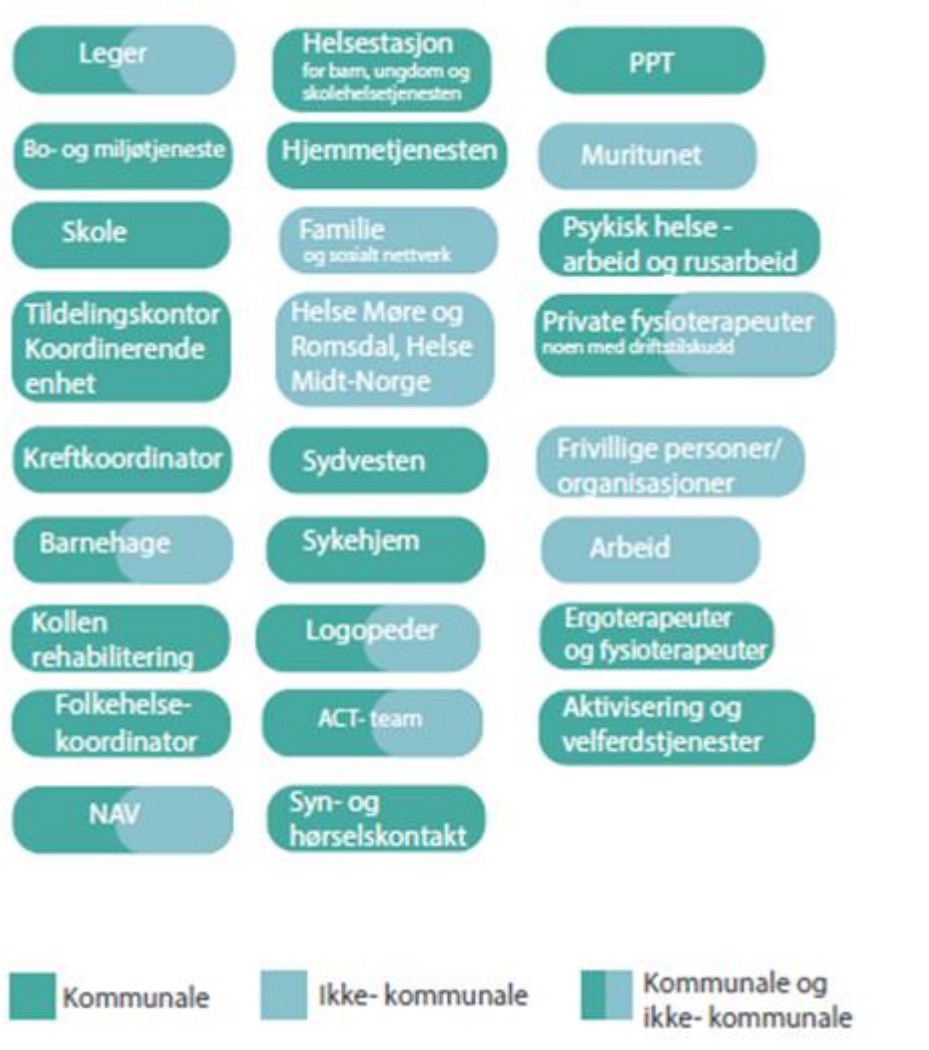 Leger
Bo- og miljøtjeneste
Skole
Tildelingskontor
Koordinerende
enhet
Kreftkoordinator
Barnehage
Kollen
rehabilitering
Folkehelse-
koordinator
NAV
Helsestasjon
for barn, ungdom og
skolehelsetjenesten
Hjemmetjenesten
Familie
og sosialt nettverk
Helse Møre og
Romsdal, Helse
Midt-Norge
Sydvesten
Sykehjem
Logopeder
ACT- team
Syn- og
hørselskontakt
PPT
Muritunet
Psykisk helse -
arbeid og rusarbeid
Private fysioterapeuter
noen med driftstilskudd
Frivillige personer/
organisasjoner
Arbeid
Ergoterapeuter
og fysioterapeuter
Aktivisering og
velferdstjenester
Kommunale
Ikke- kommunale
Kommunale og
ikke- kommunale